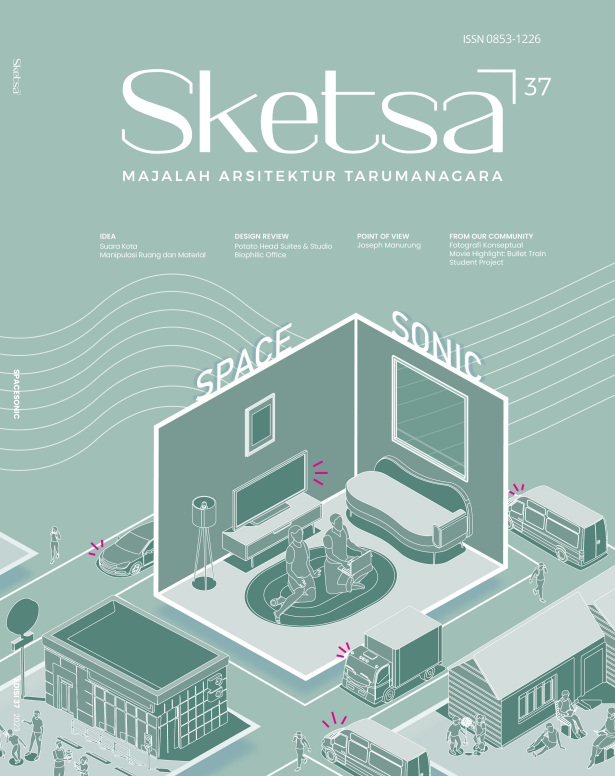 ISSN 0853-1226
Sketsa
37
MAJALAH ARSITEKTUR TARUMANAGARA
IDEA
Suara Kota
Manipulasi Ruang dan Material
DESIGN REVIEW
Potato Head Suites & Studio
Biophilic Office
POINT OF VIEW
Joseph Manurung
FROM OUR COMMUNITY
Fotografi Konseptual
Movie Highlight: Bullet Train
Student Project
SPACE
SONIC
Sketsa
SPACESONIC
EDISI 37